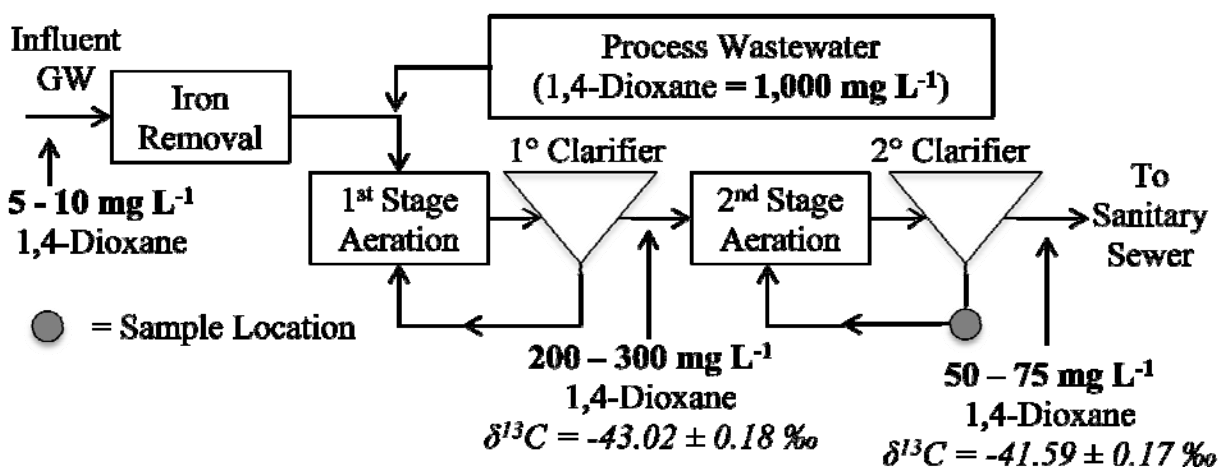 Influent
GW
Iron
Removal
Process Wastewater
(1,4-Dioxane = 1,000 mg L⁻¹)
5 - 10 mg L⁻¹
1,4-Dioxane
1st Stage
Aeration
1° Clarifier
2nd Stage
Aeration
2° Clarifier
To
Sanitary
Sewer
= Sample Location
200 – 300 mg L⁻¹
1,4-Dioxane
δ¹³C = -43.02 ± 0.18 ‰
50 – 75 mg L⁻¹
1,4-Dioxane
δ¹³C = -41.59 ± 0.17 ‰